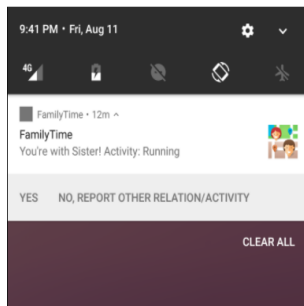 9:41 PM • Fri, Aug 11
4G
FamilyTime • 12m
FamilyTime
You're with Sister! Activity: Running
YES NO, REPORT OTHER RELATION/ACTIVITY
CLEAR ALL